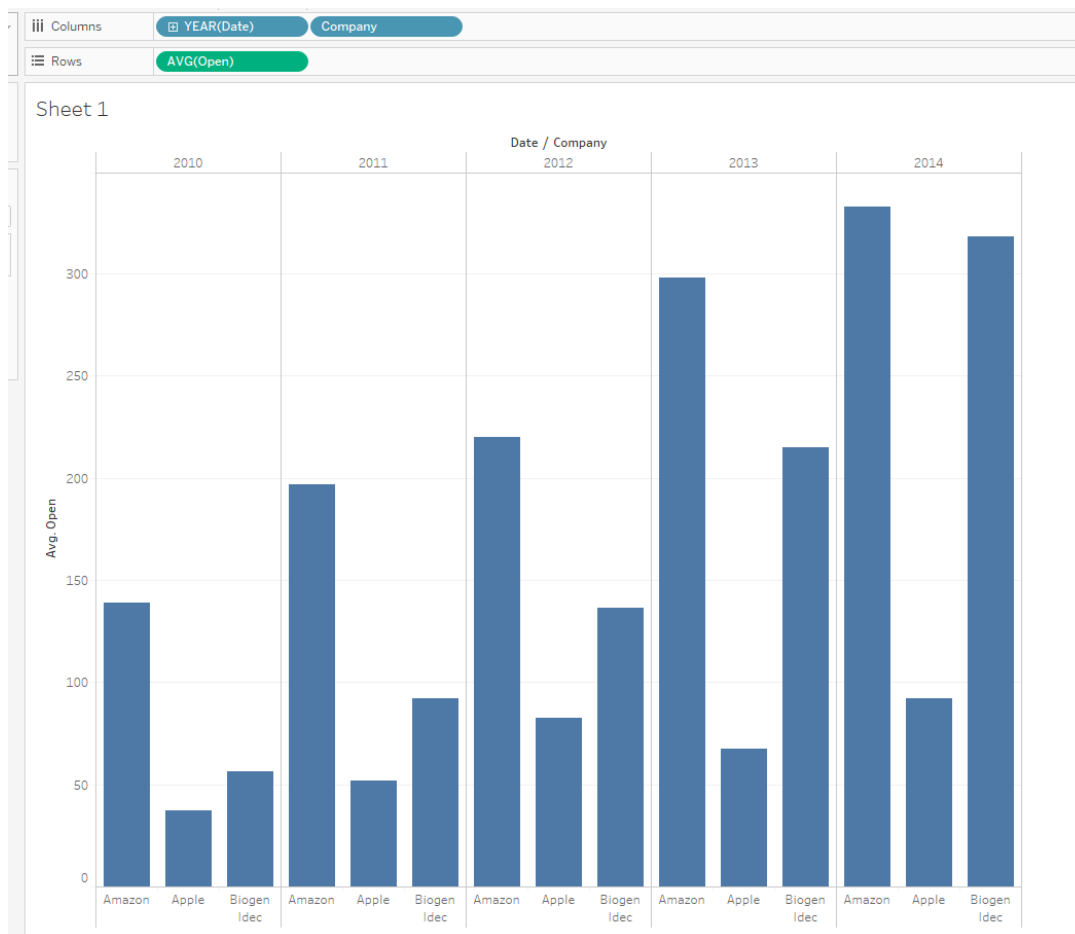 Columns
YEAR(Date)
Company
Rows
AVG(Open)
Sheet 1
Date / Company
2010
2011
2012
2013
2014
300
250
200
150
100
50
0
Avg. Open
Amazon
Apple
Biogen
Idec
Amazon
Apple
Biogen
Idec
Amazon
Apple
Biogen
Idec
Amazon
Apple
Biogen
Idec
Amazon
Apple
Biogen
Idec